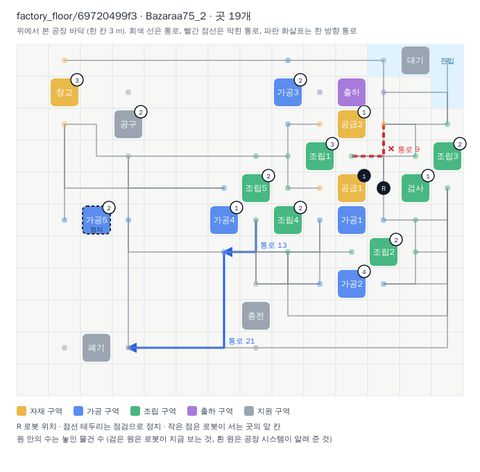 factory_floor/69720499f3 · Bazaraa75_2 · 곳 19개
위에서 본 공장 바닥 (한 칸 3 m). 회색 선은 통로, 빨간 점선은 막힌 통로, 파란 화살표는 한 방향 통로
대기
진입
창고 3
가공3 2
출하
공구 2
공급2 1
✕ 통로 9
조립1 3
조립3 2
조립5 2
공급1 1
R
검사 1
가공5 2
정지
가공4 1
조립4 2
가공1
통로 13
조립2 2
가공2 4
충전
통로 21
폐기
자재 구역 가공 구역 조립 구역 출하 구역 지원 구역
R 로봇 위치 · 점선 테두리는 점검으로 정지 · 작은 점은 로봇이 서는 곳의 앞 칸
원 안의 수는 놓인 물건 수 (검은 원은 로봇이 지금 보는 것, 흰 원은 공장 시스템이 알려 준 것)